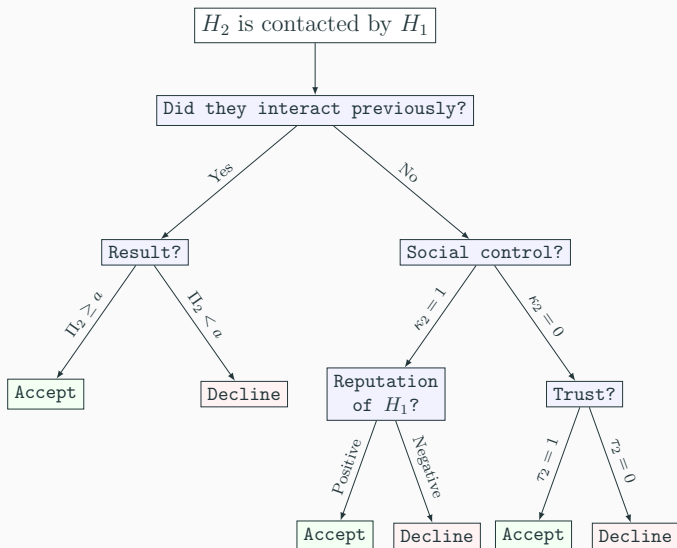 H₂ is contacted by H₁
Did they interact previously?
Yes
No
Result?
Social control?
Π₂ ≥ a
Π₂ < a
κ₂ = 1
κ₂ = 0
Accept
Decline
Reputation
of H₁?
Trust?
Positive
Negative
τ₂ = 1
τ₂ = 0
Accept
Decline
Accept
Decline